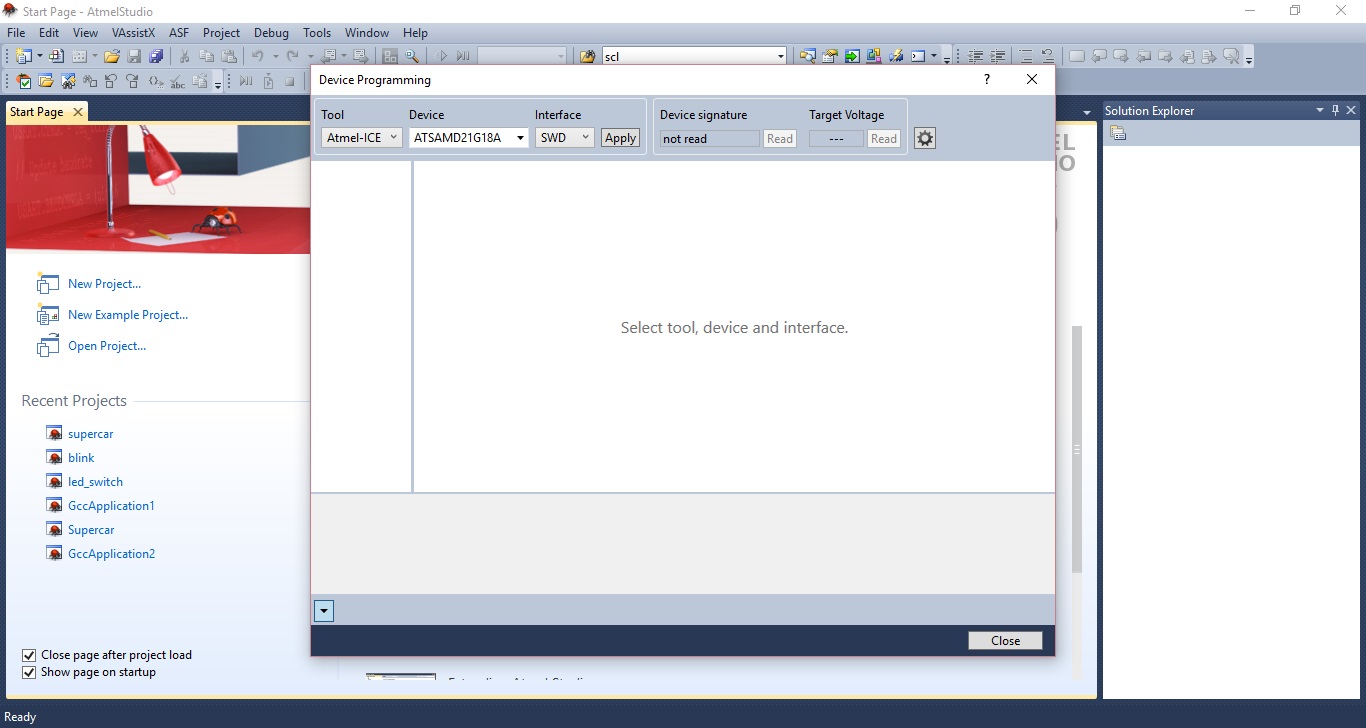 Start Page - AtmelStudio
File Edit View VAssistX ASF Project Debug Tools Window Help
scl
Device Programming
?
Start Page
Tool Device Interface Device signature Target Voltage
Atmel-ICE ATSAMD21G18A SWD Apply not read Read --- Read
Solution Explorer
EL
IO
New Project...
New Example Project...
Open Project...
Select tool, device and interface.
Recent Projects
supercar
blink
led_switch
GccApplication1
Supercar
GccApplication2
Close
Close page after project load
Show page on startup
Ready